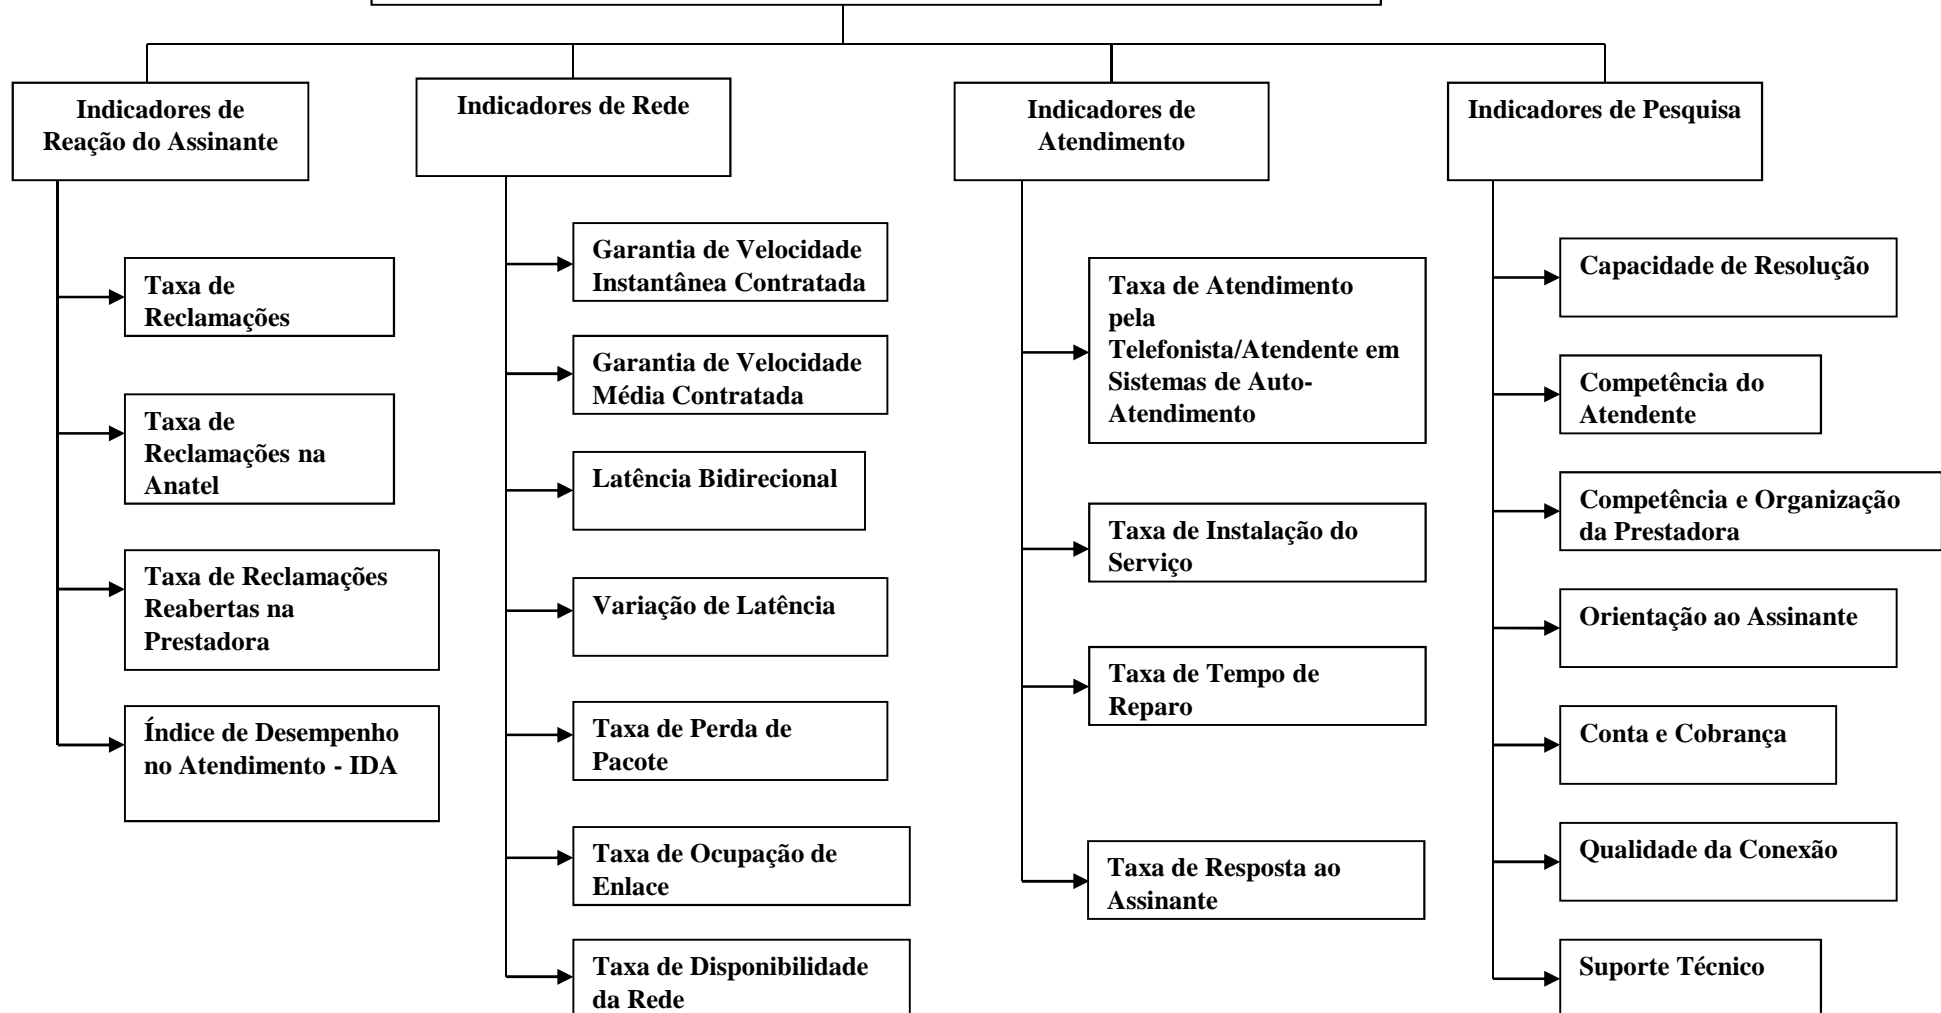 Indicadores de
Reação do Assinante
Taxa de
Reclamações
Taxa de
Reclamações na
Anatel
Taxa de Reclamações
Reabertas na
Prestadora
Índice de Desempenho
no Atendimento - IDA
Indicadores de Rede
Garantia de Velocidade
Instantânea Contratada
Garantia de Velocidade
Média Contratada
Latência Bidirecional
Variação de Latência
Taxa de Perda de
Pacote
Taxa de Ocupação de
Enlace
Taxa de Disponibilidade
da Rede
Indicadores de
Atendimento
Taxa de Atendimento
pela
Telefonista/Atendente em
Sistemas de Auto-
Atendimento
Taxa de Instalação do
Serviço
Taxa de Tempo de
Reparo
Taxa de Resposta ao
Assinante
Indicadores de Pesquisa
Capacidade de Resolução
Competência do
Atendente
Competência e Organização
da Prestadora
Orientação ao Assinante
Conta e Cobrança
Qualidade da Conexão
Suporte Técnico